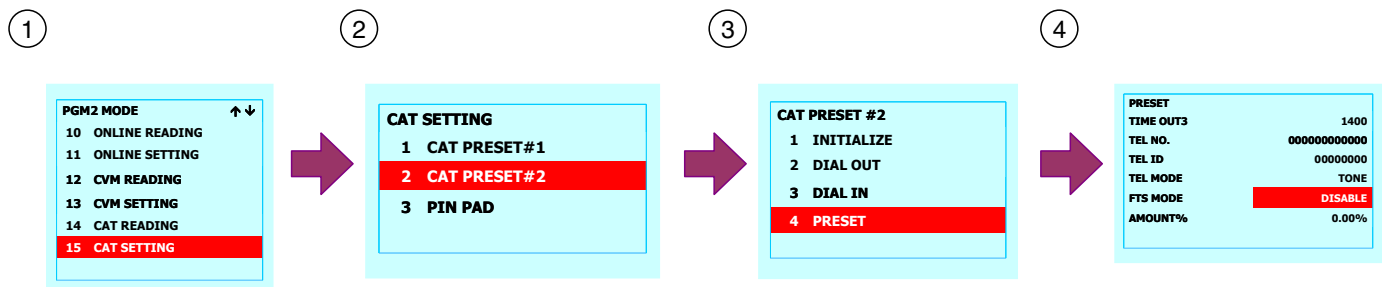 1
2
3
4
PGM2 MODE ↑↓
10 ONLINE READING
11 ONLINE SETTING
12 CVM READING
13 CVM SETTING
14 CAT READING
15 CAT SETTING
CAT SETTING
1 CAT PRESET#1
2 CAT PRESET#2
3 PIN PAD
CAT PRESET #2
1 INITIALIZE
2 DIAL OUT
3 DIAL IN
4 PRESET
PRESET
TIME OUT3 1400
TEL NO. 000000000000
TEL ID 00000000
TEL MODE TONE
FTS MODE DISABLE
AMOUNT% 0.00%